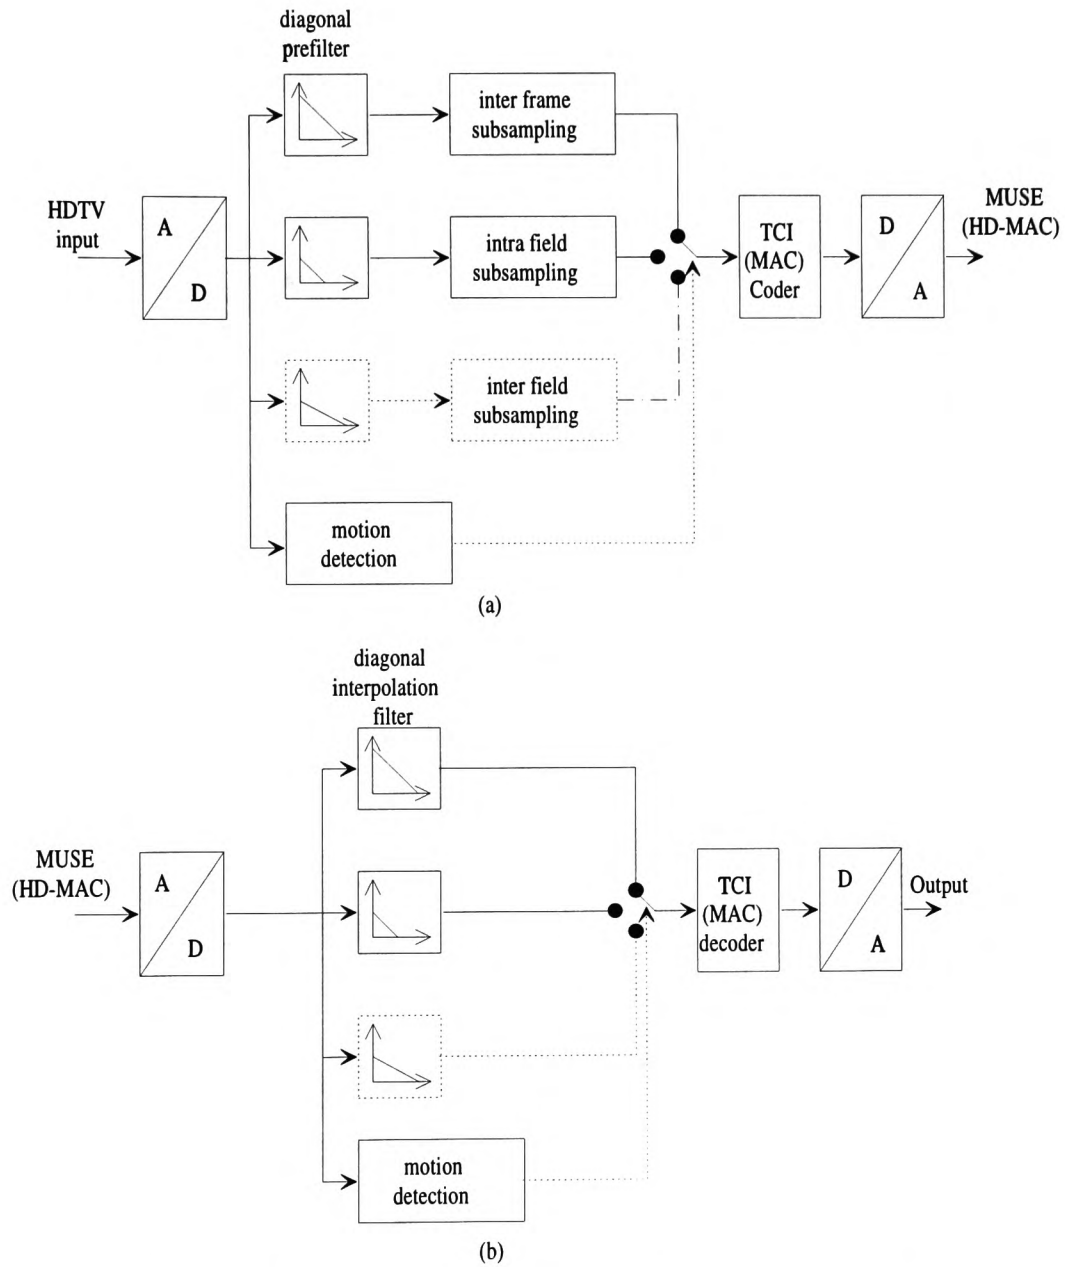 diagonal
prefilter
inter frame
subsampling
HDTV
input
A
D
intra field
subsampling
TCI
(MAC)
Coder
D
A
MUSE
(HD-MAC)
inter field
subsampling
motion
detection
(a)
diagonal
interpolation
filter
MUSE
(HD-MAC)
A
D
TCI
(MAC)
decoder
D
A
Output
motion
detection
(b)